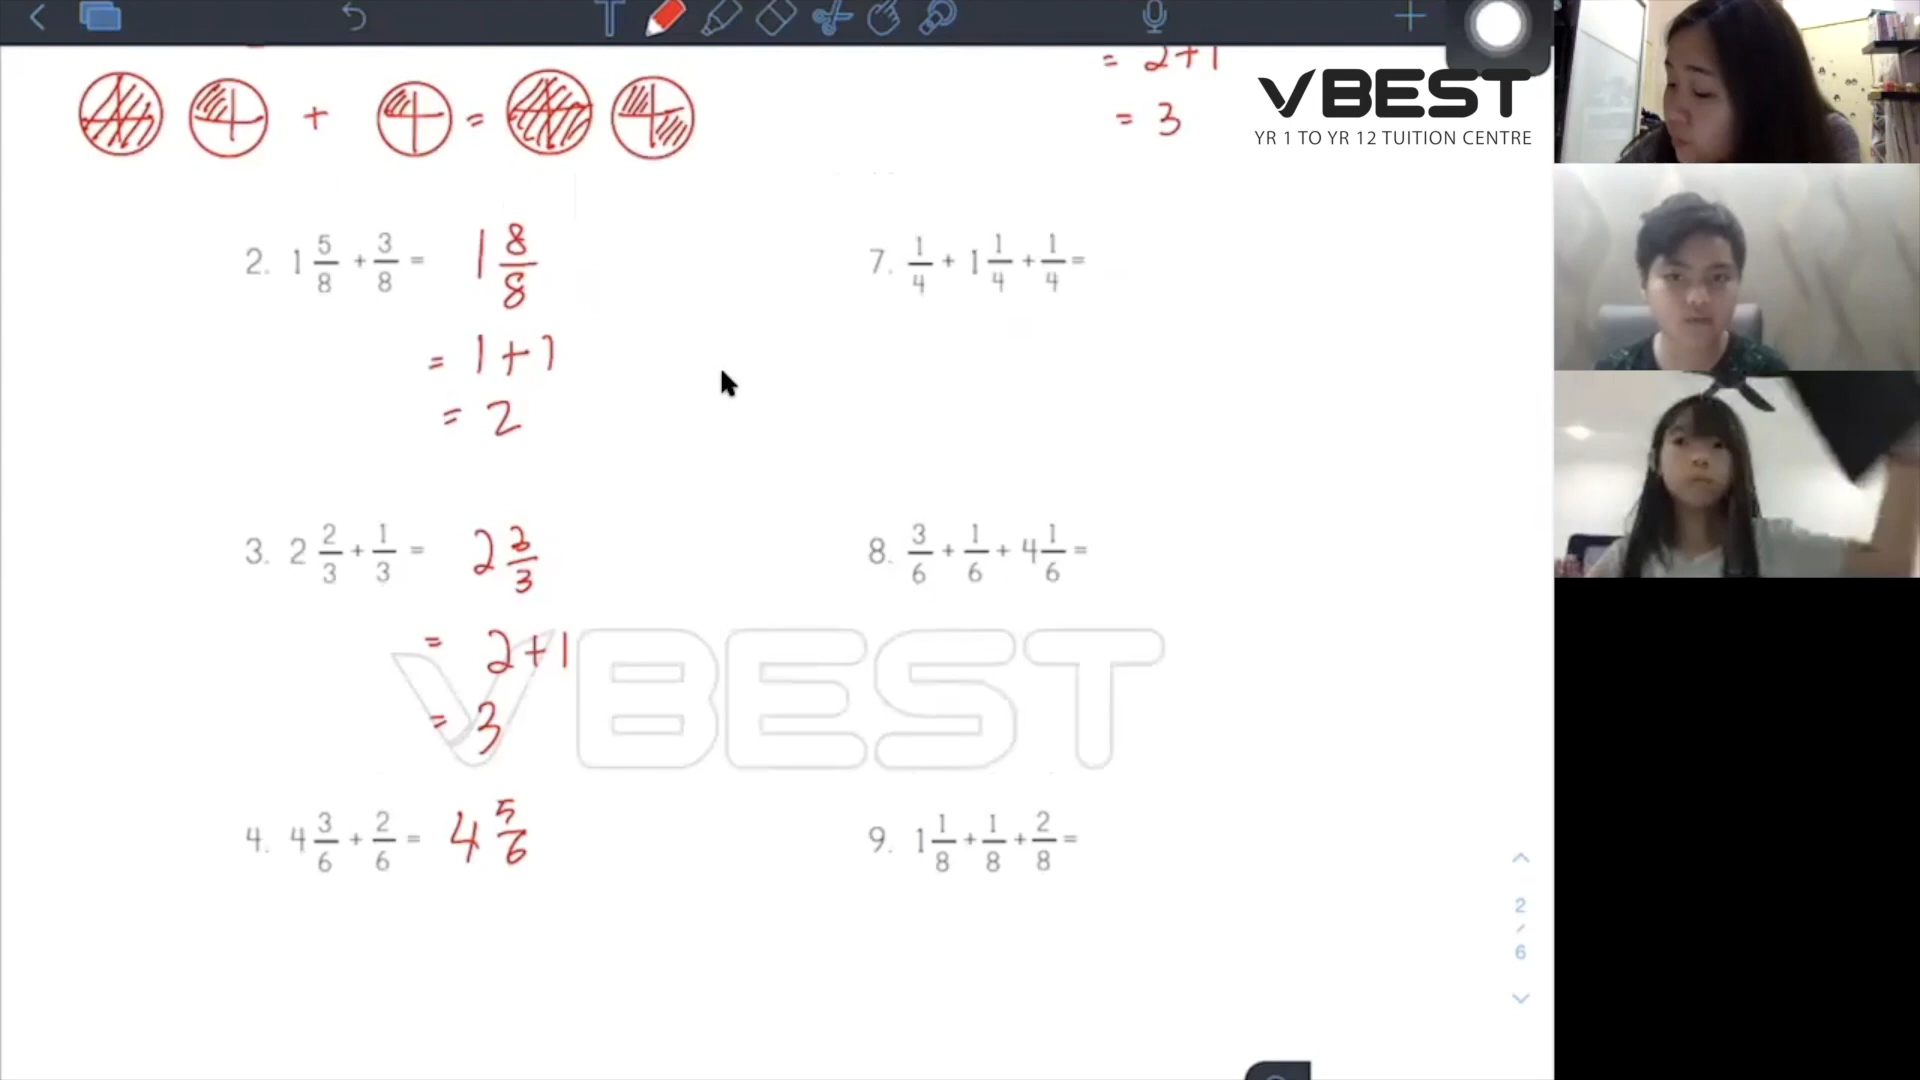 = 2+1
VBEST
YR 1 TO YR 12 TUITION CENTRE
+ =
= 3
2. 1 5/8 + 3/8 = 1 8/8
= 1+1
= 2
7. 1/4 + 1 1/4 + 1/4 =
3. 2 2/3 + 1/3 = 2 3/3
= 2+1
= 3
8. 3/6 + 1/6 + 4 1/6 =
VBEST
4. 4 3/6 + 2/6 = 4 5/6
9. 1 1/8 + 1/8 + 2/8 =
2
/
6